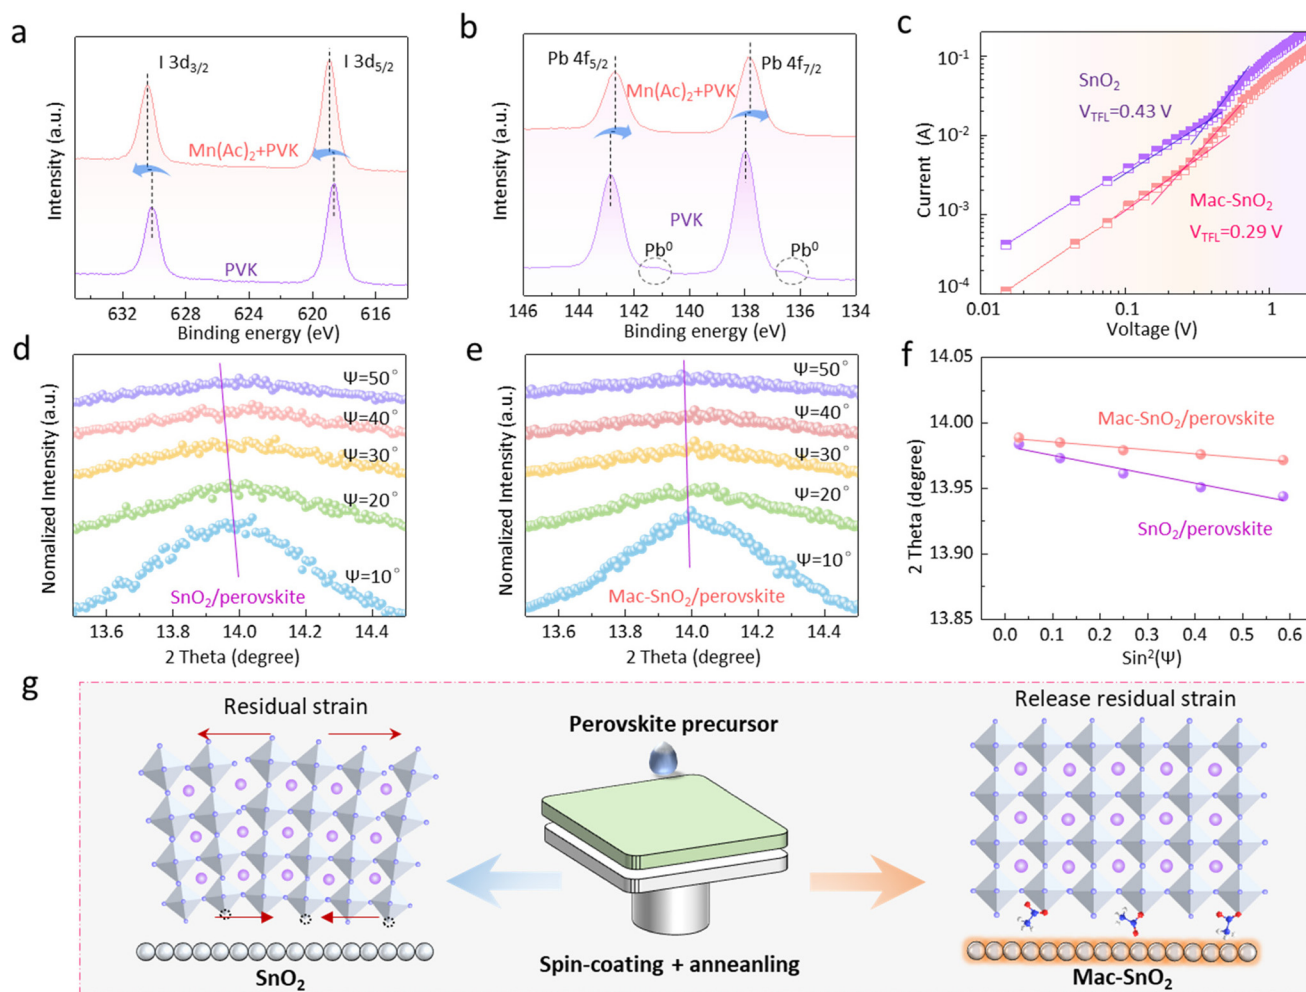 a
I 3d3/2
I 3d5/2
Mn(Ac)2+PVK
PVK
Intensity (a.u.)
632 628 624 620 616
Binding energy (eV)
b
Pb 4f5/2
Pb 4f7/2
Mn(Ac)2+PVK
PVK
Pb0
Pb0
Intensity (a.u.)
146 144 142 140 138 136 134
Binding energy (eV)
c
SnO2
VTFL=0.43 V
Mac-SnO2
VTFL=0.29 V
Current (A)
10-1
10-2
10-3
10-4
0.01 0.1 1
Voltage (V)
d
Ψ=50°
Ψ=40°
Ψ=30°
Ψ=20°
Ψ=10°
SnO2/perovskite
Nomalized Intensity (a.u.)
13.6 13.8 14.0 14.2 14.4
2 Theta (degree)
e
Ψ=50°
Ψ=40°
Ψ=30°
Ψ=20°
Ψ=10°
Mac-SnO2/perovskite
Nomalized Intensity (a.u.)
13.6 13.8 14.0 14.2 14.4
2 Theta (degree)
f
14.05
14.00
13.95
13.90
13.85
2 Theta (degree)
Mac-SnO2/perovskite
SnO2/perovskite
0.0 0.1 0.2 0.3 0.4 0.5 0.6
Sin2(Ψ)
g
Residual strain
SnO2
Perovskite precursor
Spin-coating + anneanling
Release residual strain
Mac-SnO2